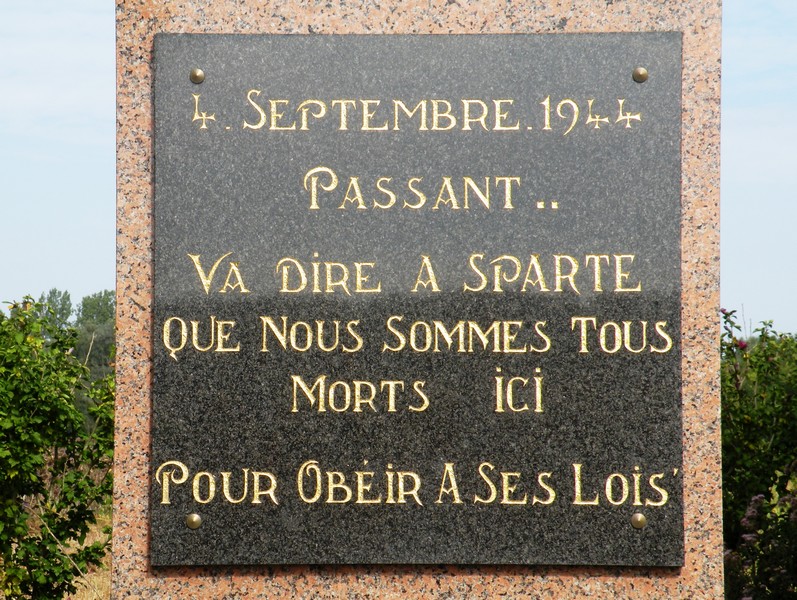 4. SEPTEMBRE.1944
PASSANT..
VA DIRE A SPARTE
QUE NOUS SOMMES TOUS
MORTS ICI
POUR OBÉIR A SES LOIS'